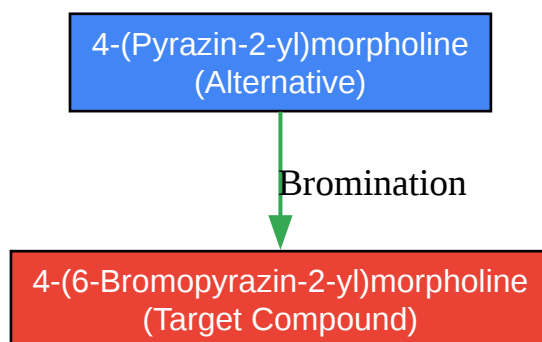 4-(Pyrazin-2-yl)morpholine
(Alternative)
Bromination
4-(6-Bromopyrazin-2-yl)morpholine
(Target Compound)